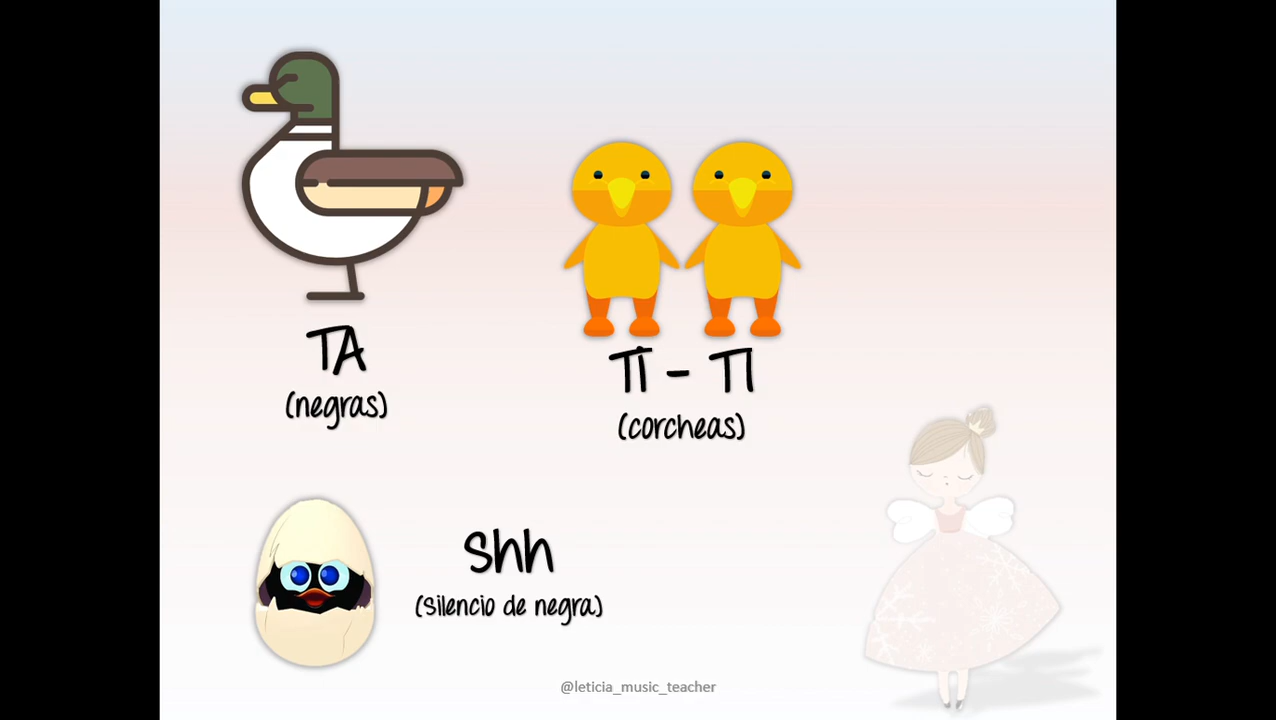 TA
(negras)
Ti - TI
(corcheas)
Shh
(silencio de negra)
@leticia_music_teacher